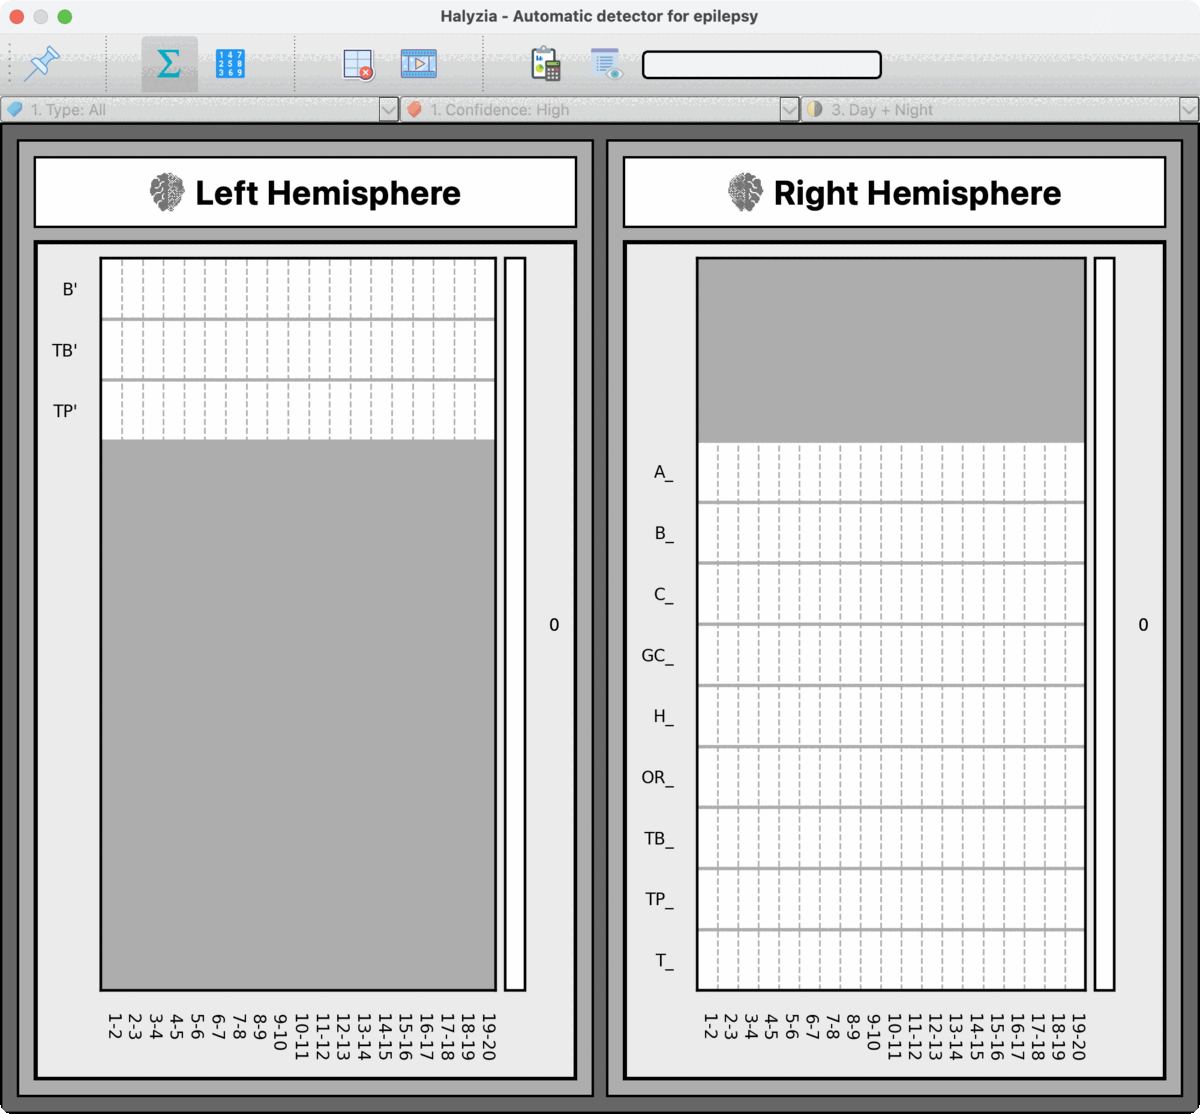 Halyzia - Automatic detector for epilepsy
Σ
1 4 7
2 5 8
3 6 9
1. Type: All
1. Confidence: High
3. Day + Night
Left Hemisphere
B'
TB'
TP'
0
1-2
2-3
3-4
4-5
5-6
6-7
7-8
8-9
9-10
10-11
11-12
12-13
13-14
14-15
15-16
16-17
17-18
18-19
19-20
Right Hemisphere
A_
B_
C_
GC_
H_
OR_
TB_
TP_
T_
0
1-2
2-3
3-4
4-5
5-6
6-7
7-8
8-9
9-10
10-11
11-12
12-13
13-14
14-15
15-16
16-17
17-18
18-19
19-20